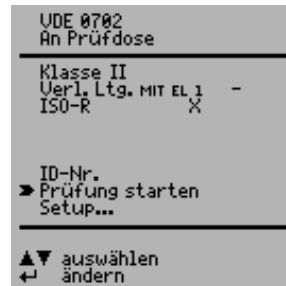 VDE 0702
An Prüfdose
Klasse II
Verl. Ltg. MIT EL 1 -
ISO-R X
ID-Nr.
Prüfung starten
Setup...
▲▼ auswählen
↵ ändern